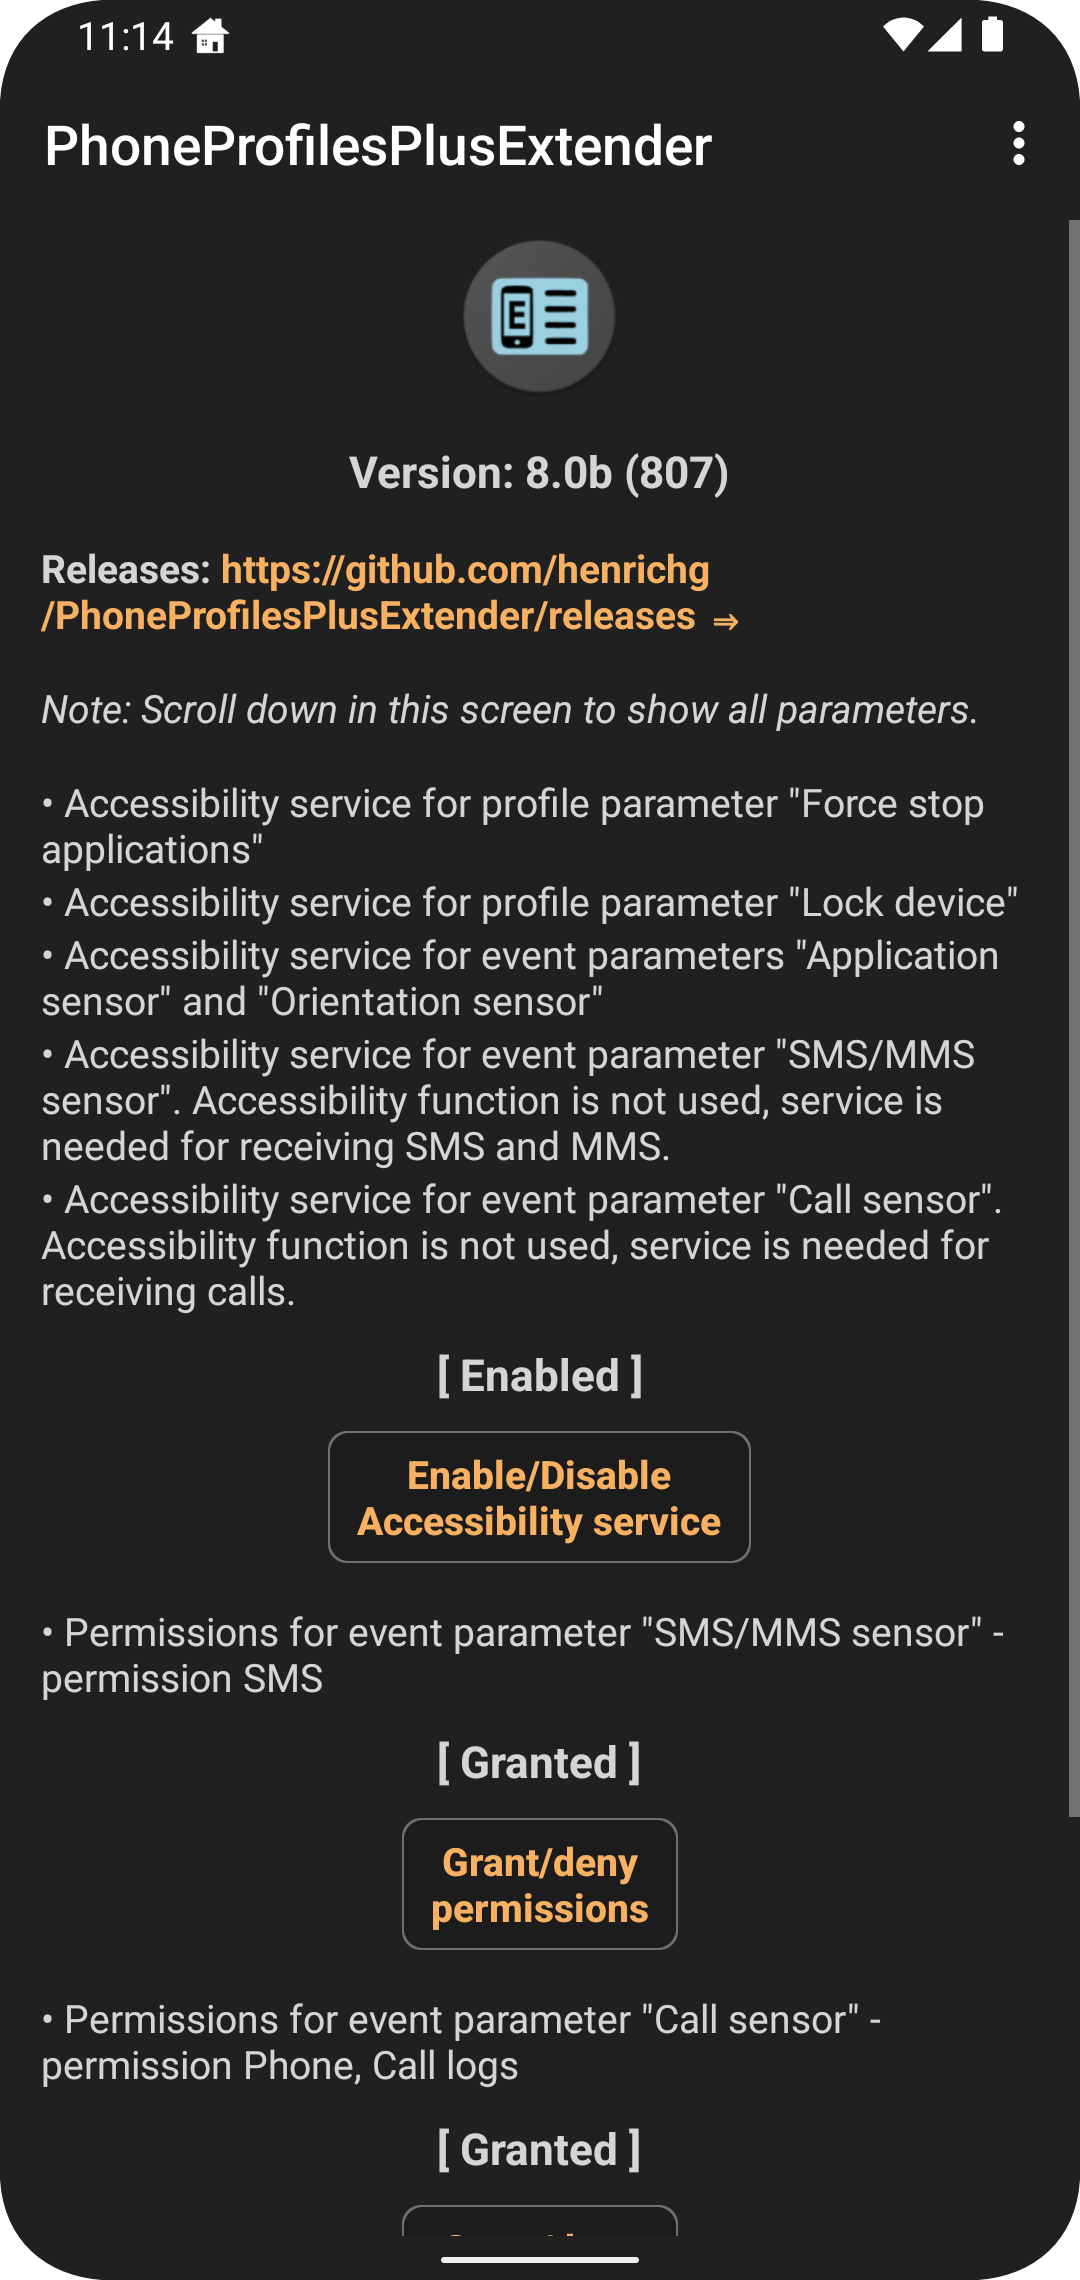 11:14
PhoneProfilesPlusExtender
E
Version: 8.0b (807)
Releases: https://github.com/henrichg
/PhoneProfilesPlusExtender/releases ⇒
Note: Scroll down in this screen to show all parameters.
• Accessibility service for profile parameter "Force stop
applications"
• Accessibility service for profile parameter "Lock device"
• Accessibility service for event parameters "Application
sensor" and "Orientation sensor"
• Accessibility service for event parameter "SMS/MMS
sensor". Accessibility function is not used, service is
needed for receiving SMS and MMS.
• Accessibility service for event parameter "Call sensor".
Accessibility function is not used, service is needed for
receiving calls.
[ Enabled ]
Enable/Disable
Accessibility service
• Permissions for event parameter "SMS/MMS sensor" -
permission SMS
[ Granted ]
Grant/deny
permissions
• Permissions for event parameter "Call sensor" -
permission Phone, Call logs
[ Granted ]